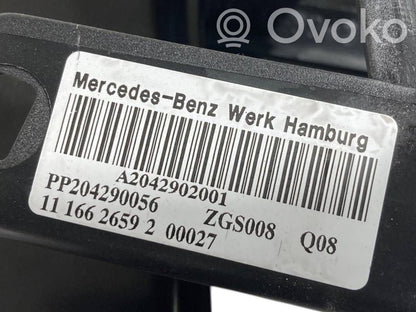 Ovoko
Mercedes-Benz Werk Hamburg
A2042902001
PP204290056 ZGS008 Q08
11 166 2659 2 00027